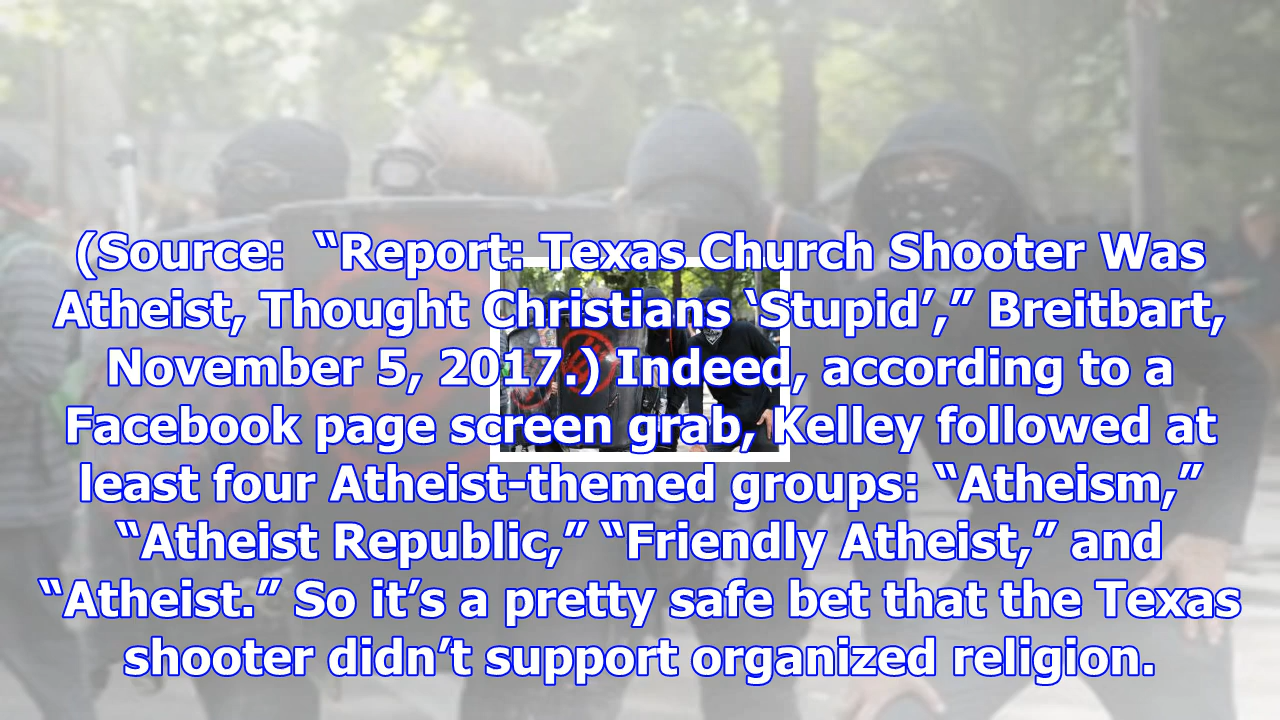 (Source:  “Report: Texas Church Shooter Was
Atheist, Thought Christians ‘Stupid’,” Breitbart,
November 5, 2017.) Indeed, according to a
Facebook page screen grab, Kelley followed at
least four Atheist-themed groups: “Atheism,”
“Atheist Republic,” “Friendly Atheist,” and
“Atheist.” So it’s a pretty safe bet that the Texas
shooter didn’t support organized religion.